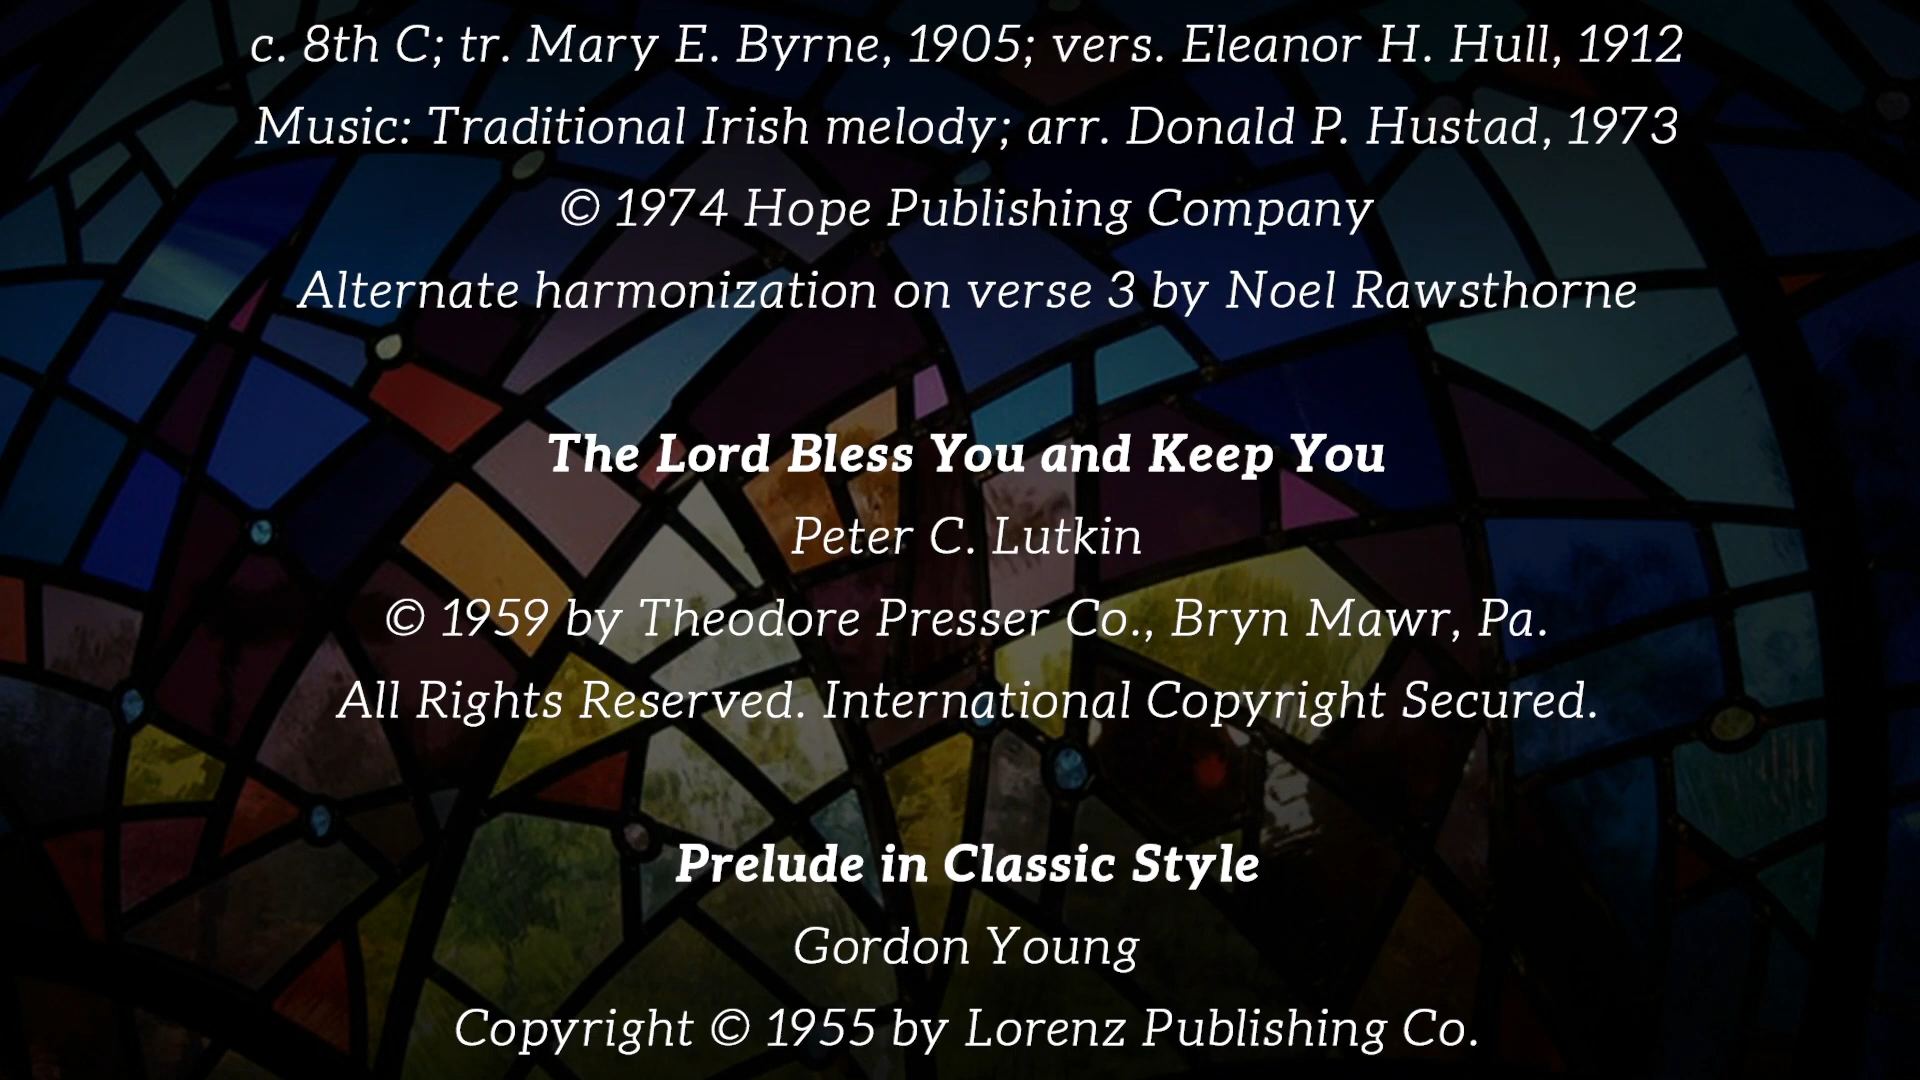 c. 8th C; tr. Mary E. Byrne, 1905; vers. Eleanor H. Hull, 1912
Music: Traditional Irish melody; arr. Donald P. Hustad, 1973
© 1974 Hope Publishing Company
Alternate harmonization on verse 3 by Noel Rawsthorne
The Lord Bless You and Keep You
Peter C. Lutkin
© 1959 by Theodore Presser Co., Bryn Mawr, Pa.
All Rights Reserved. International Copyright Secured.
Prelude in Classic Style
Gordon Young
Copyright © 1955 by Lorenz Publishing Co.